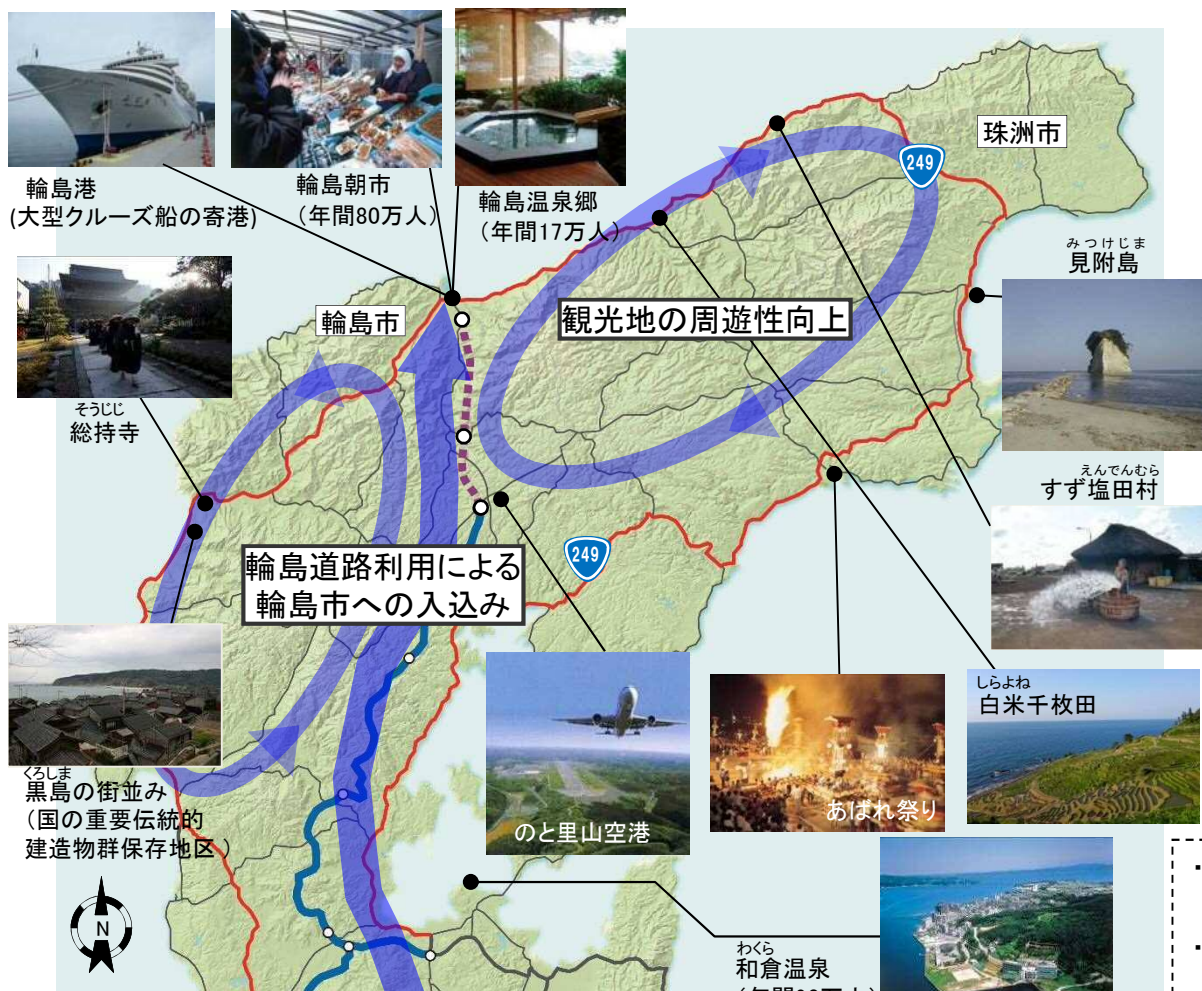 輪島港
(大型クルーズ船の寄港)
輪島朝市
（年間80万人）
輪島温泉郷
（年間17万人）
249
珠洲市
みつけじま
見附島
輪島市
観光地の周遊性向上
そうじじ
総持寺
えんでんむら
すず塩田村
249
輪島道路利用による
輪島市への入込み
しらよね
白米千枚田
くろしま
黒島の街並み
（国の重要伝統的
建造物群保存地区）
のと里山空港
あばれ祭り
N
わくら
和倉温泉